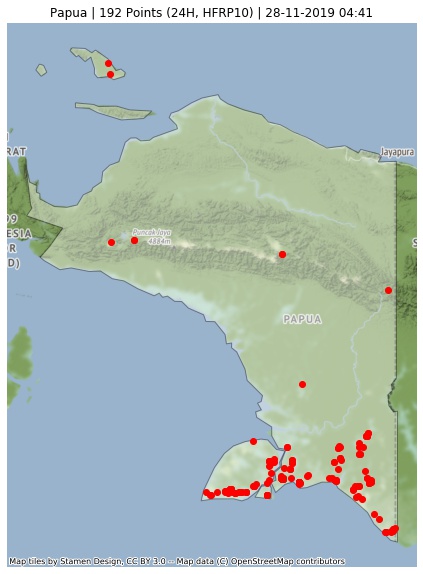 Papua | 192 Points (24H, HFRP10) | 28-11-2019 04:41
RAT
Jayapura
99
ESIA
R
D)
Puncak Jaya
4884m
S
PAPUA
Map tiles by Stamen Design, CC BY 3.0 -- Map data (C) OpenStreetMap contributors